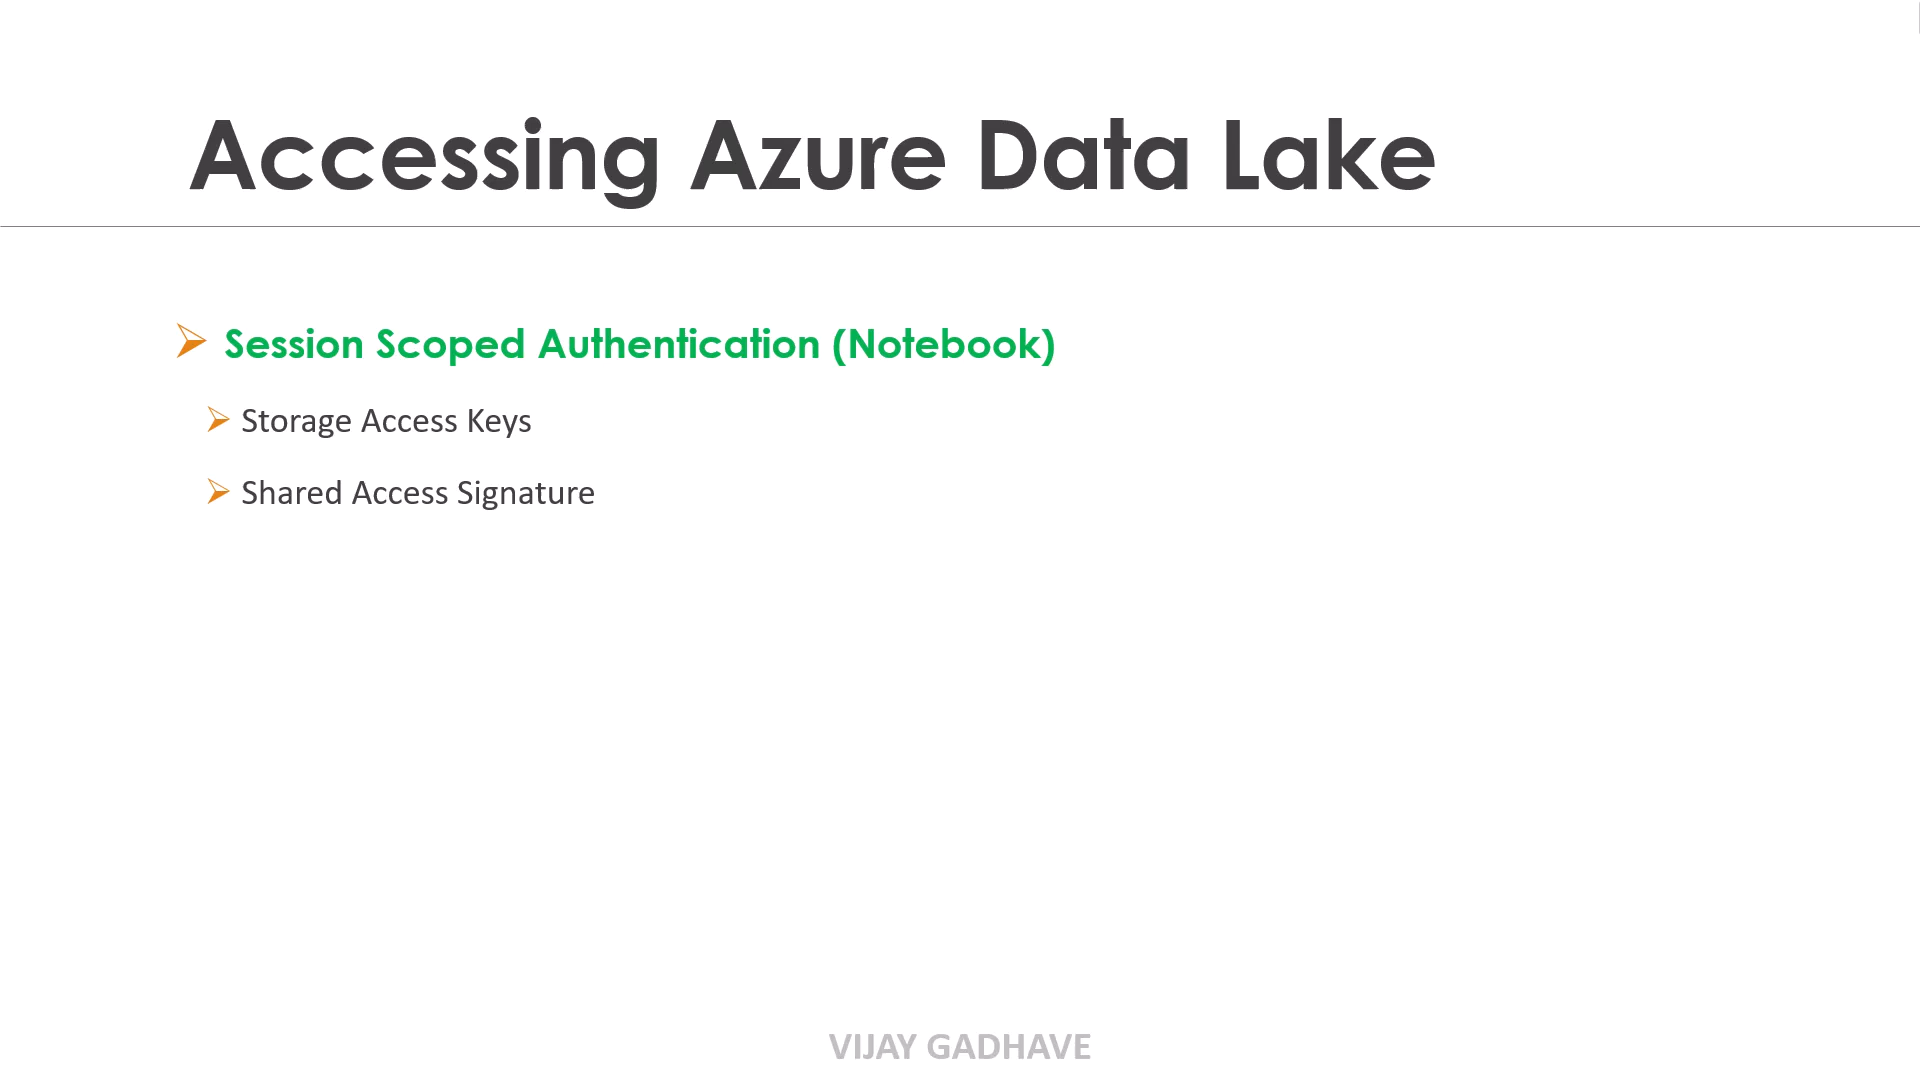 Accessing Azure Data Lake
Session Scoped Authentication (Notebook)
Storage Access Keys
Shared Access Signature
VIJAY GADHAVE